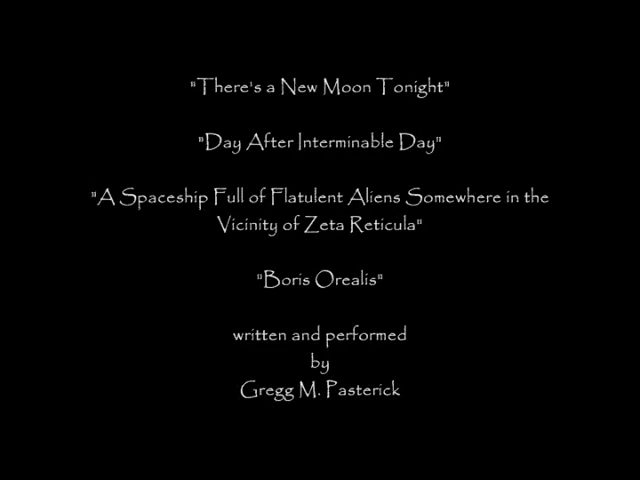 "There's a New Moon Tonight"
"Day After Interminable Day"
"A Spaceship Full of Flatulent Aliens Somewhere in the
Vicinity of Zeta Reticula"
"Boris Orealis"
written and performed
by
Gregg M. Pasterick